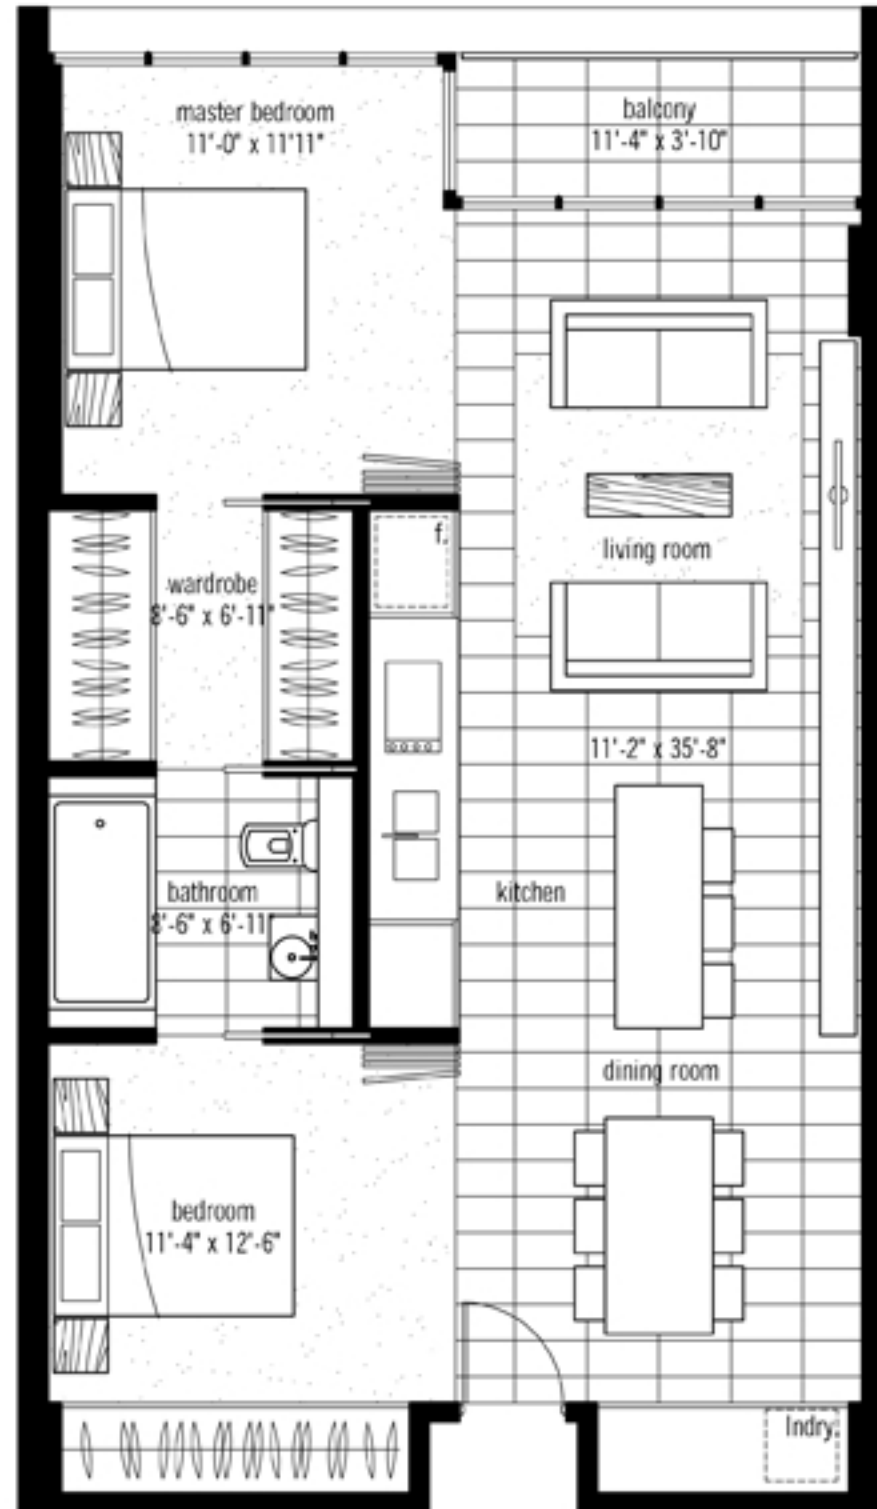 master bedroom
11'-0" x 11'11"
balcony
11'-4" x 3'-10"
f.
living room
wardrobe
8'-6" x 6'-11"
11'-2" x 35'-8"
bathroom
8'-6" x 6'-11"
kitchen
dining room
bedroom
11'-4" x 12'-6"
lndry.